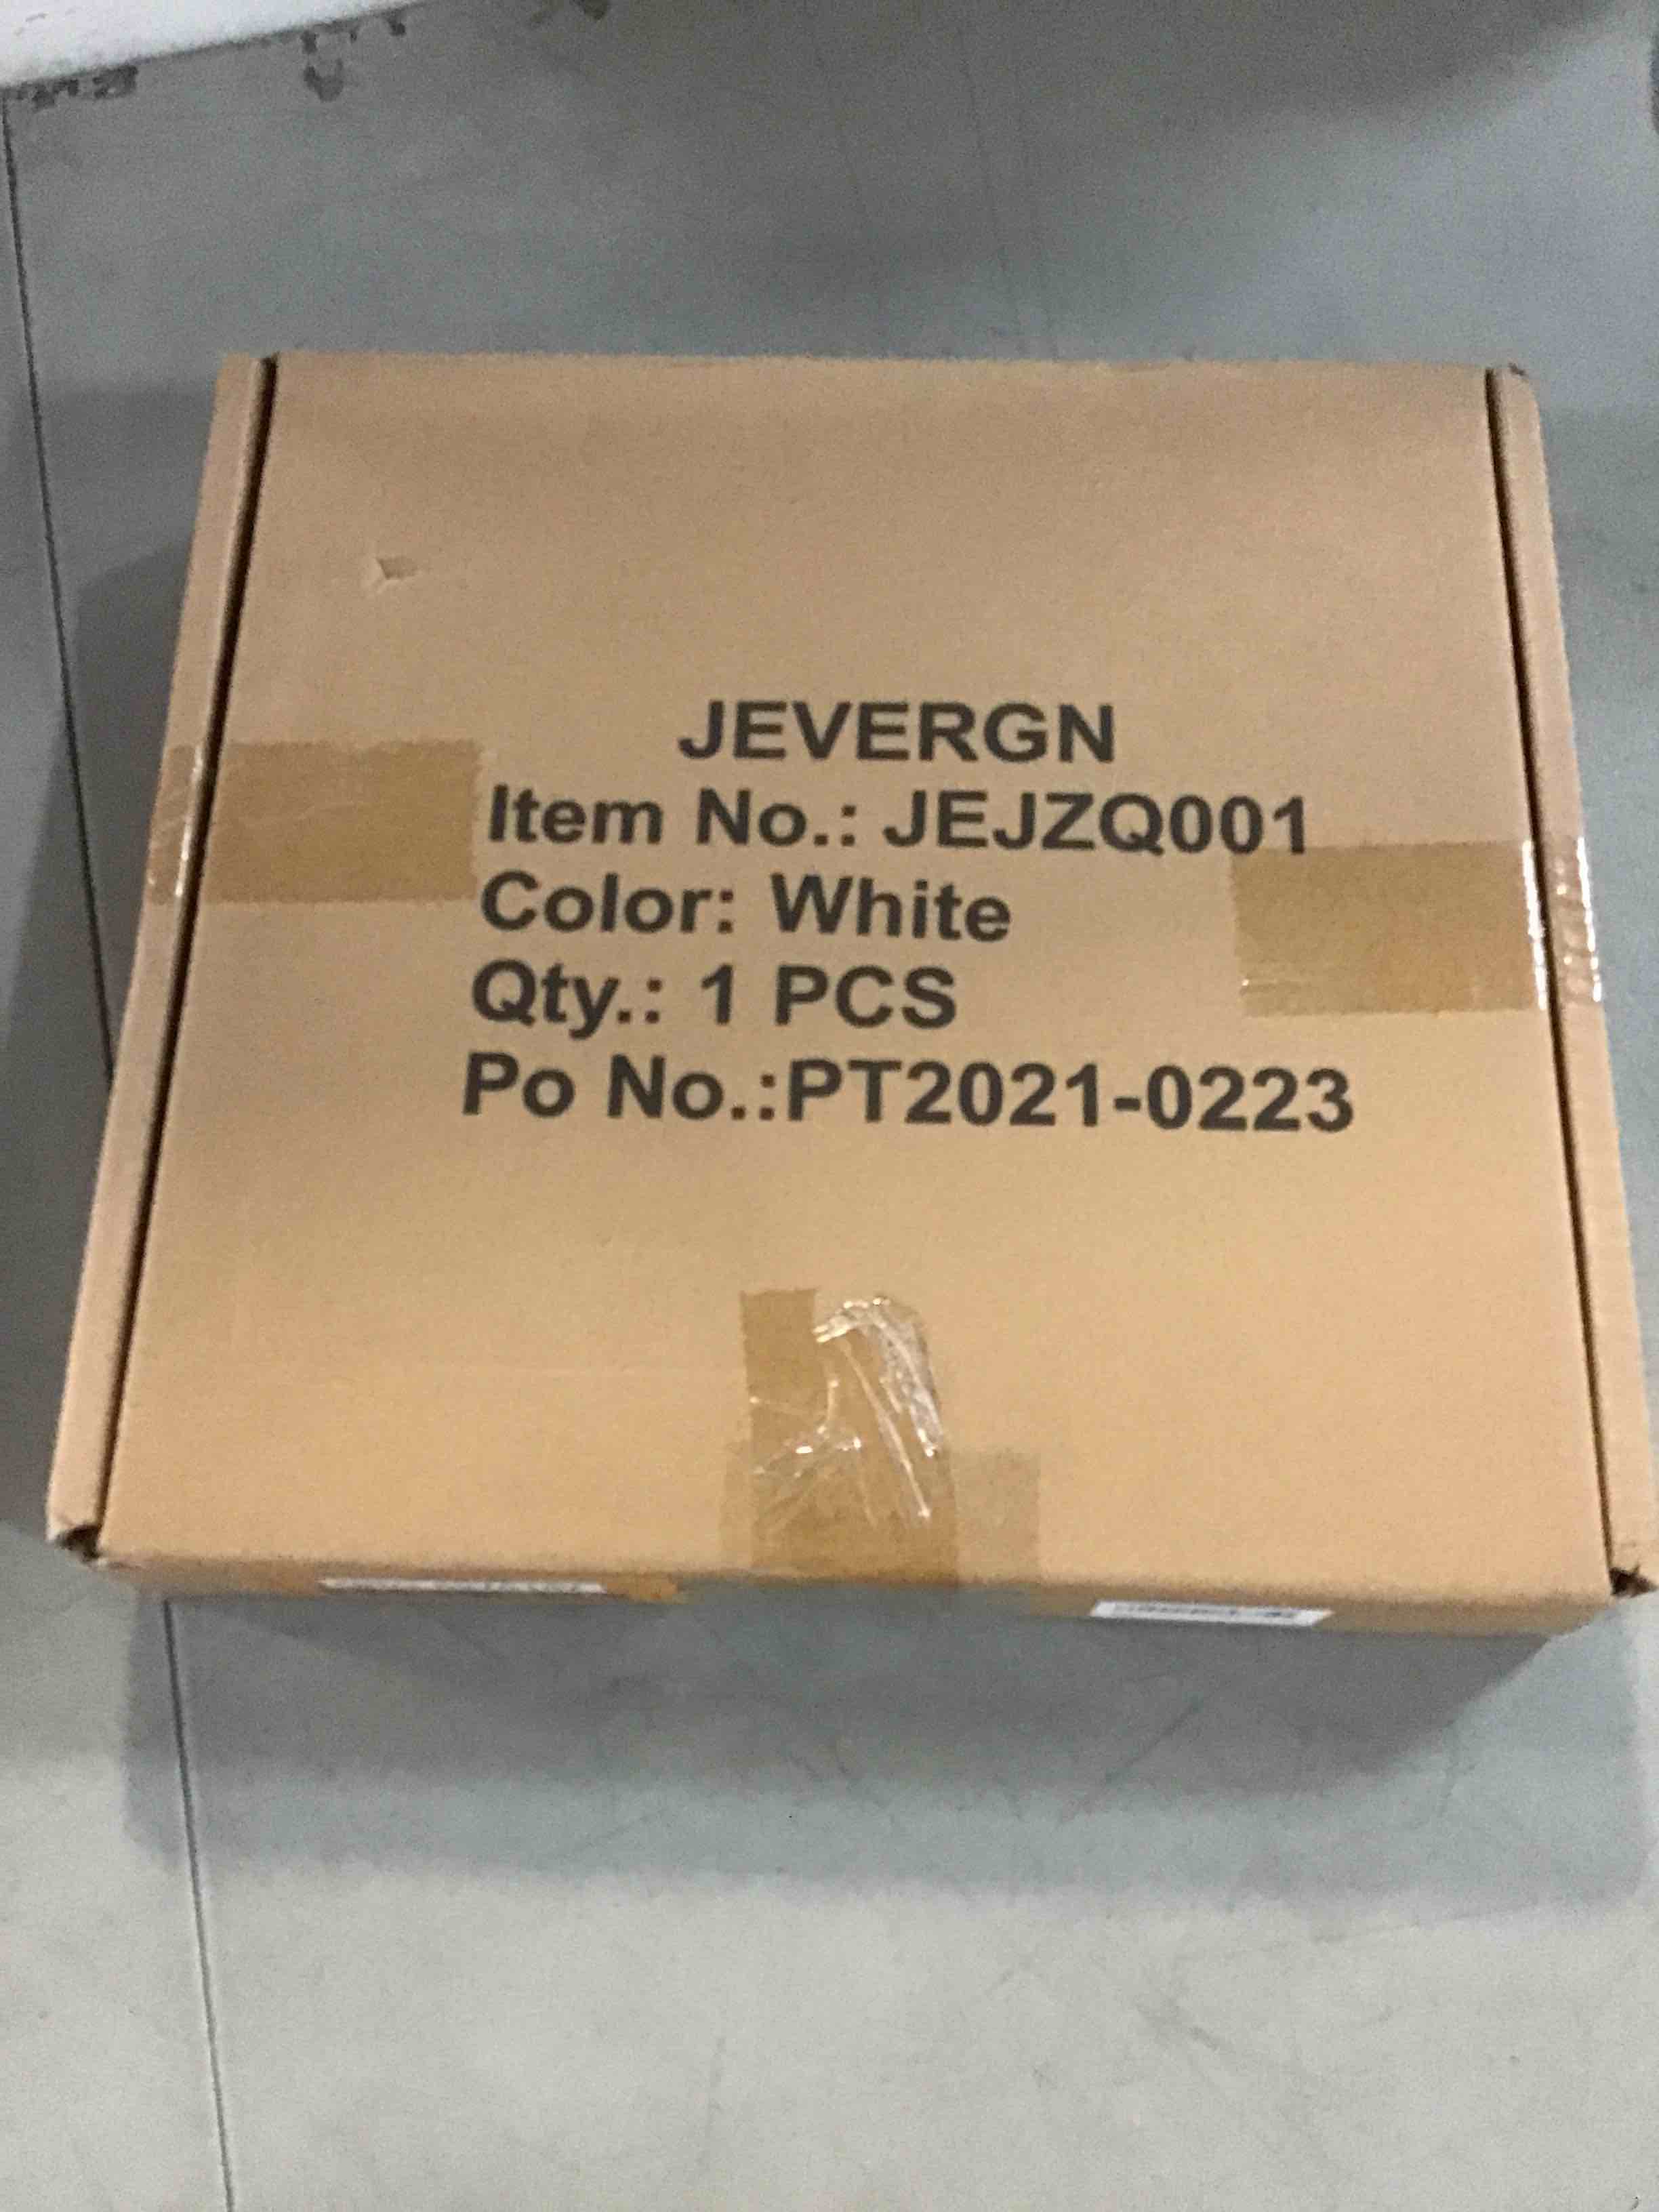 JEVERGN
Item No.: JEJZQ001
Color: White
Qty.: 1 PCS
Po No.:PT2021-0223